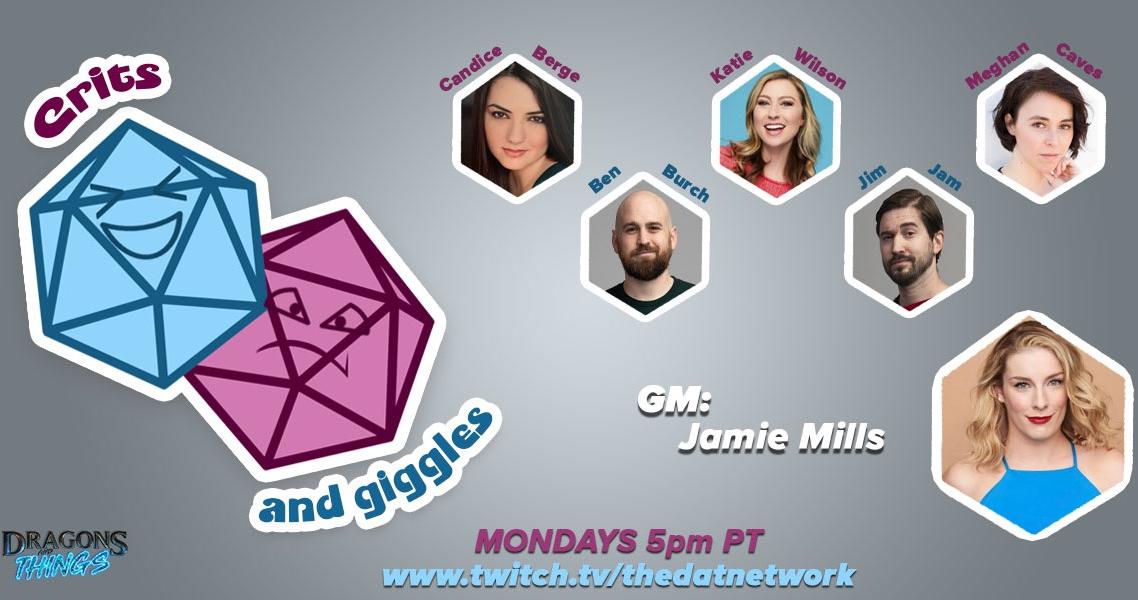 Crits
and giggles
Candice Berge
Katie Wilson
Meghan Caves
Ben Burch
Jim Jam
GM:
Jamie Mills
MONDAYS 5pm PT
www.twitch.tv/thedatnetwork
DRAGONS
THINGS